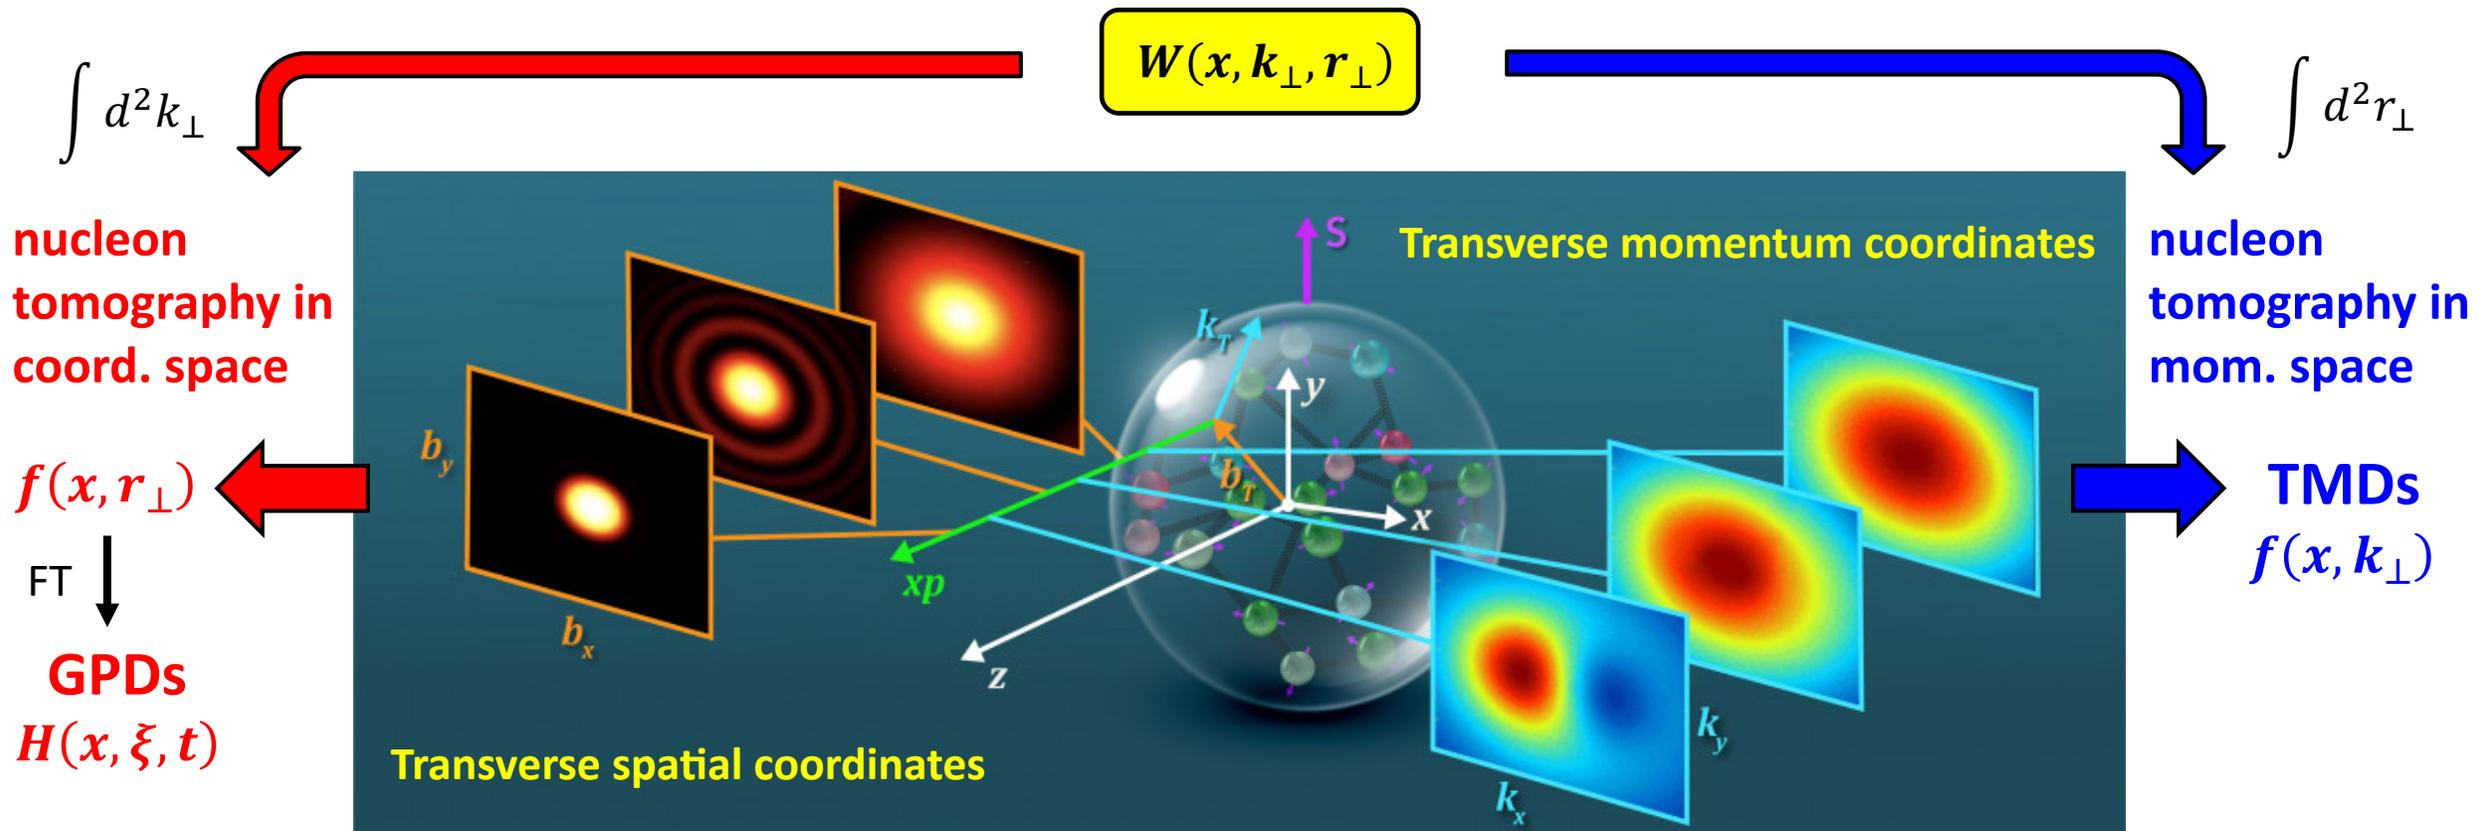 W(x, k⊥, r⊥)
∫ d²k⊥
∫ d²r⊥
nucleon
tomography in
coord. space
f(x, r⊥)
FT
GPDs
H(x, ξ, t)
S
Transverse momentum coordinates
k_T
y
b_T
x
xp
z
b_y
b_x
k_y
k_x
Transverse spatial coordinates
nucleon
tomography in
mom. space
TMDs
f(x, k⊥)